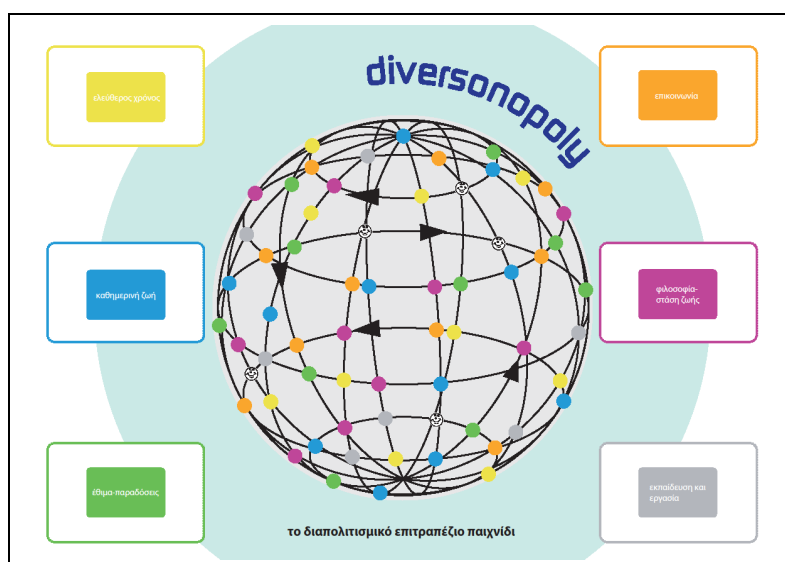 diversonopoly
ελεύθερος χρόνος
επικοινωνία
καθημερινή ζωή
φιλοσοφία-
στάση ζωής
έθιμα-παραδόσεις
εκπαίδευση και
εργασία
το διαπολιτισμικό επιτραπέζιο παιχνίδι